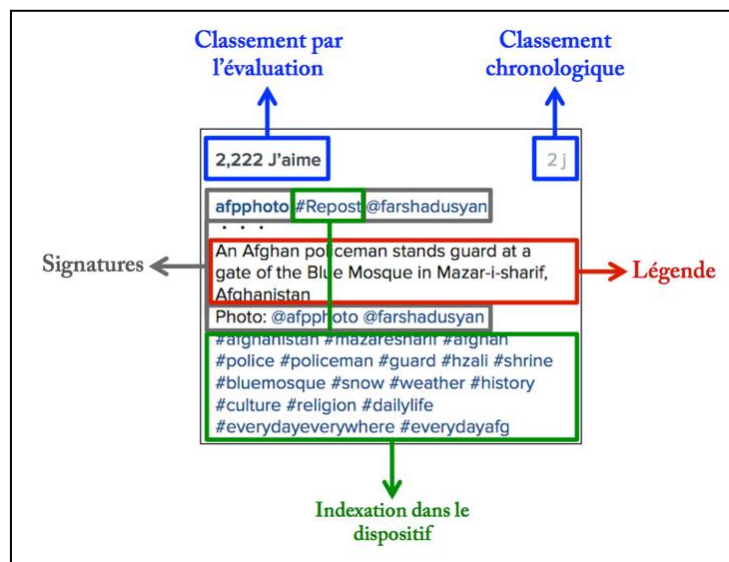 Classement par
l'évaluation
Classement
chronologique
2,222 J'aime
2 j
afpphoto #Repost @farshadusyan
. . .
An Afghan policeman stands guard at a
gate of the Blue Mosque in Mazar-i-sharif,
Afghanistan
Signatures
Légende
Photo: @afpphoto @farshadusyan
#afghanistan #mazaresharif #afghan
#police #policeman #guard #hzali #shrine
#bluemosque #snow #weather #history
#culture #religion #dailylife
#everydayeverywhere #everydayafg
Indexation dans le
dispositif